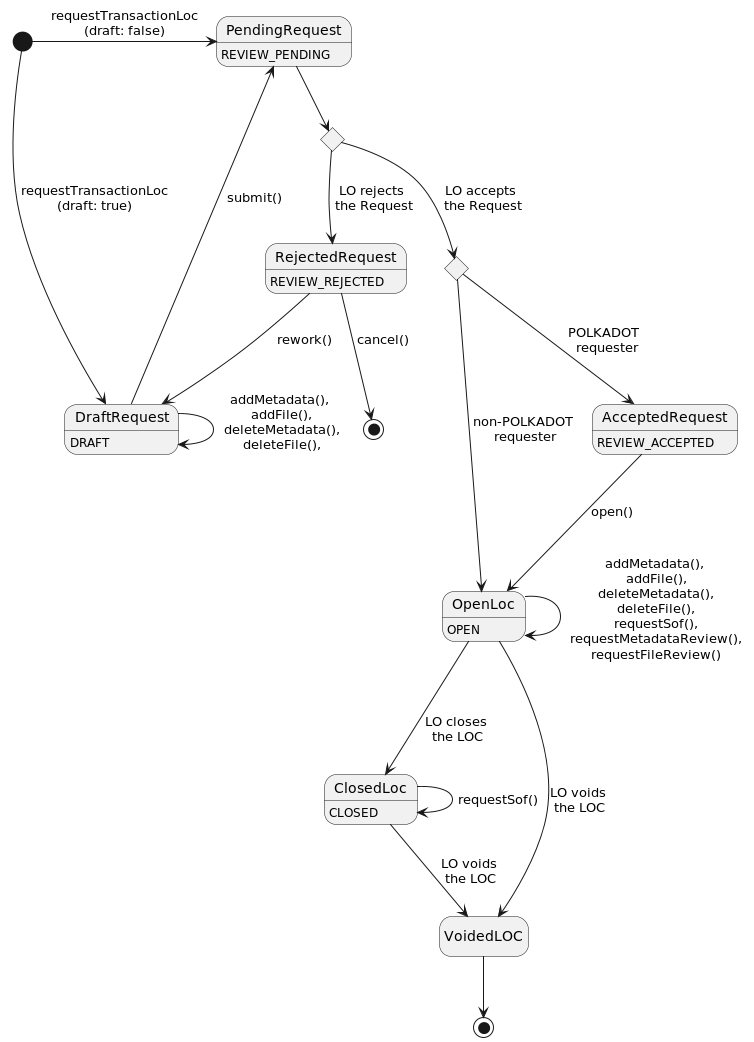 requestTransactionLoc
(draft: false)
PendingRequest
REVIEW_PENDING
requestTransactionLoc
(draft: true)
submit()
LO rejects
the Request
LO accepts
the Request
RejectedRequest
REVIEW_REJECTED
rework()
cancel()
POLKADOT
requester
DraftRequest
DRAFT
addMetadata(),
addFile(),
deleteMetadata(),
deleteFile(),
non-POLKADOT
requester
AcceptedRequest
REVIEW_ACCEPTED
open()
OpenLoc
OPEN
addMetadata(),
addFile(),
deleteMetadata(),
deleteFile(),
requestSof(),
requestMetadataReview(),
requestFileReview()
LO closes
the LOC
ClosedLoc
CLOSED
requestSof()
LO voids
the LOC
LO voids
the LOC
VoidedLOC